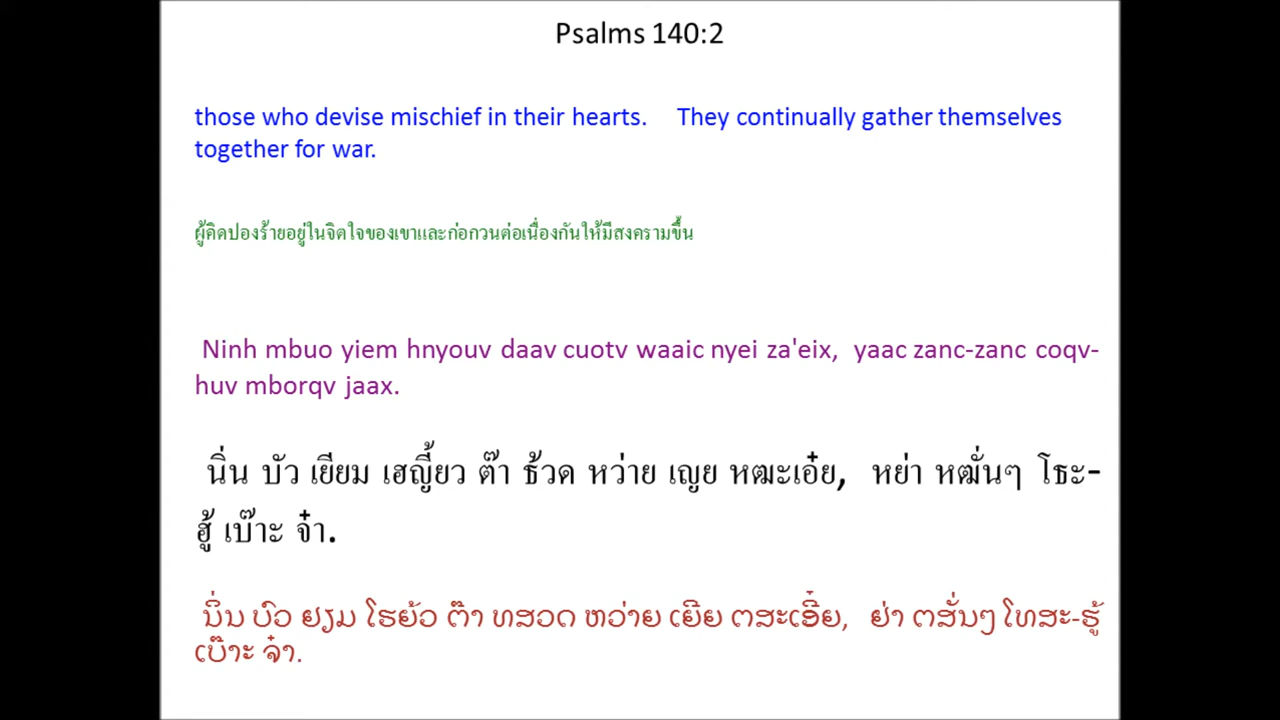 Psalms 140:2
those who devise mischief in their hearts. They continually gather themselves
together for war.
ผู้คิดปองร้ายอยู่ในจิตใจของเขาและก่อกวนต่อเนื่องกันให้มีสงครามขึ้น
Ninh mbuo yiem hnyouv daav cuotv waaic nyei za'eix, yaac zanc-zanc coqv-
huv mborqv jaax.
นิ่น บัว เยียม เฮญี้ยว ต๊า ธ้วด หว่าย เญย หฒะเอ๋ย, หย่า หฒั่นๆ โธะ-
ฮู้ เบ๊าะ จ๋า.
ນິ່ນ ບົວ ຢຽມ ໂຮຍ້ວ ຕ໊າ ທສວດ ຫວ່າຍ ເຍີຍ ຕສະເອີ໋ຍ, ຢ່າ ຕສັ່ນໆ ໂທສະ-ຮູ້
ເບ໊າະ ຈ໋າ.